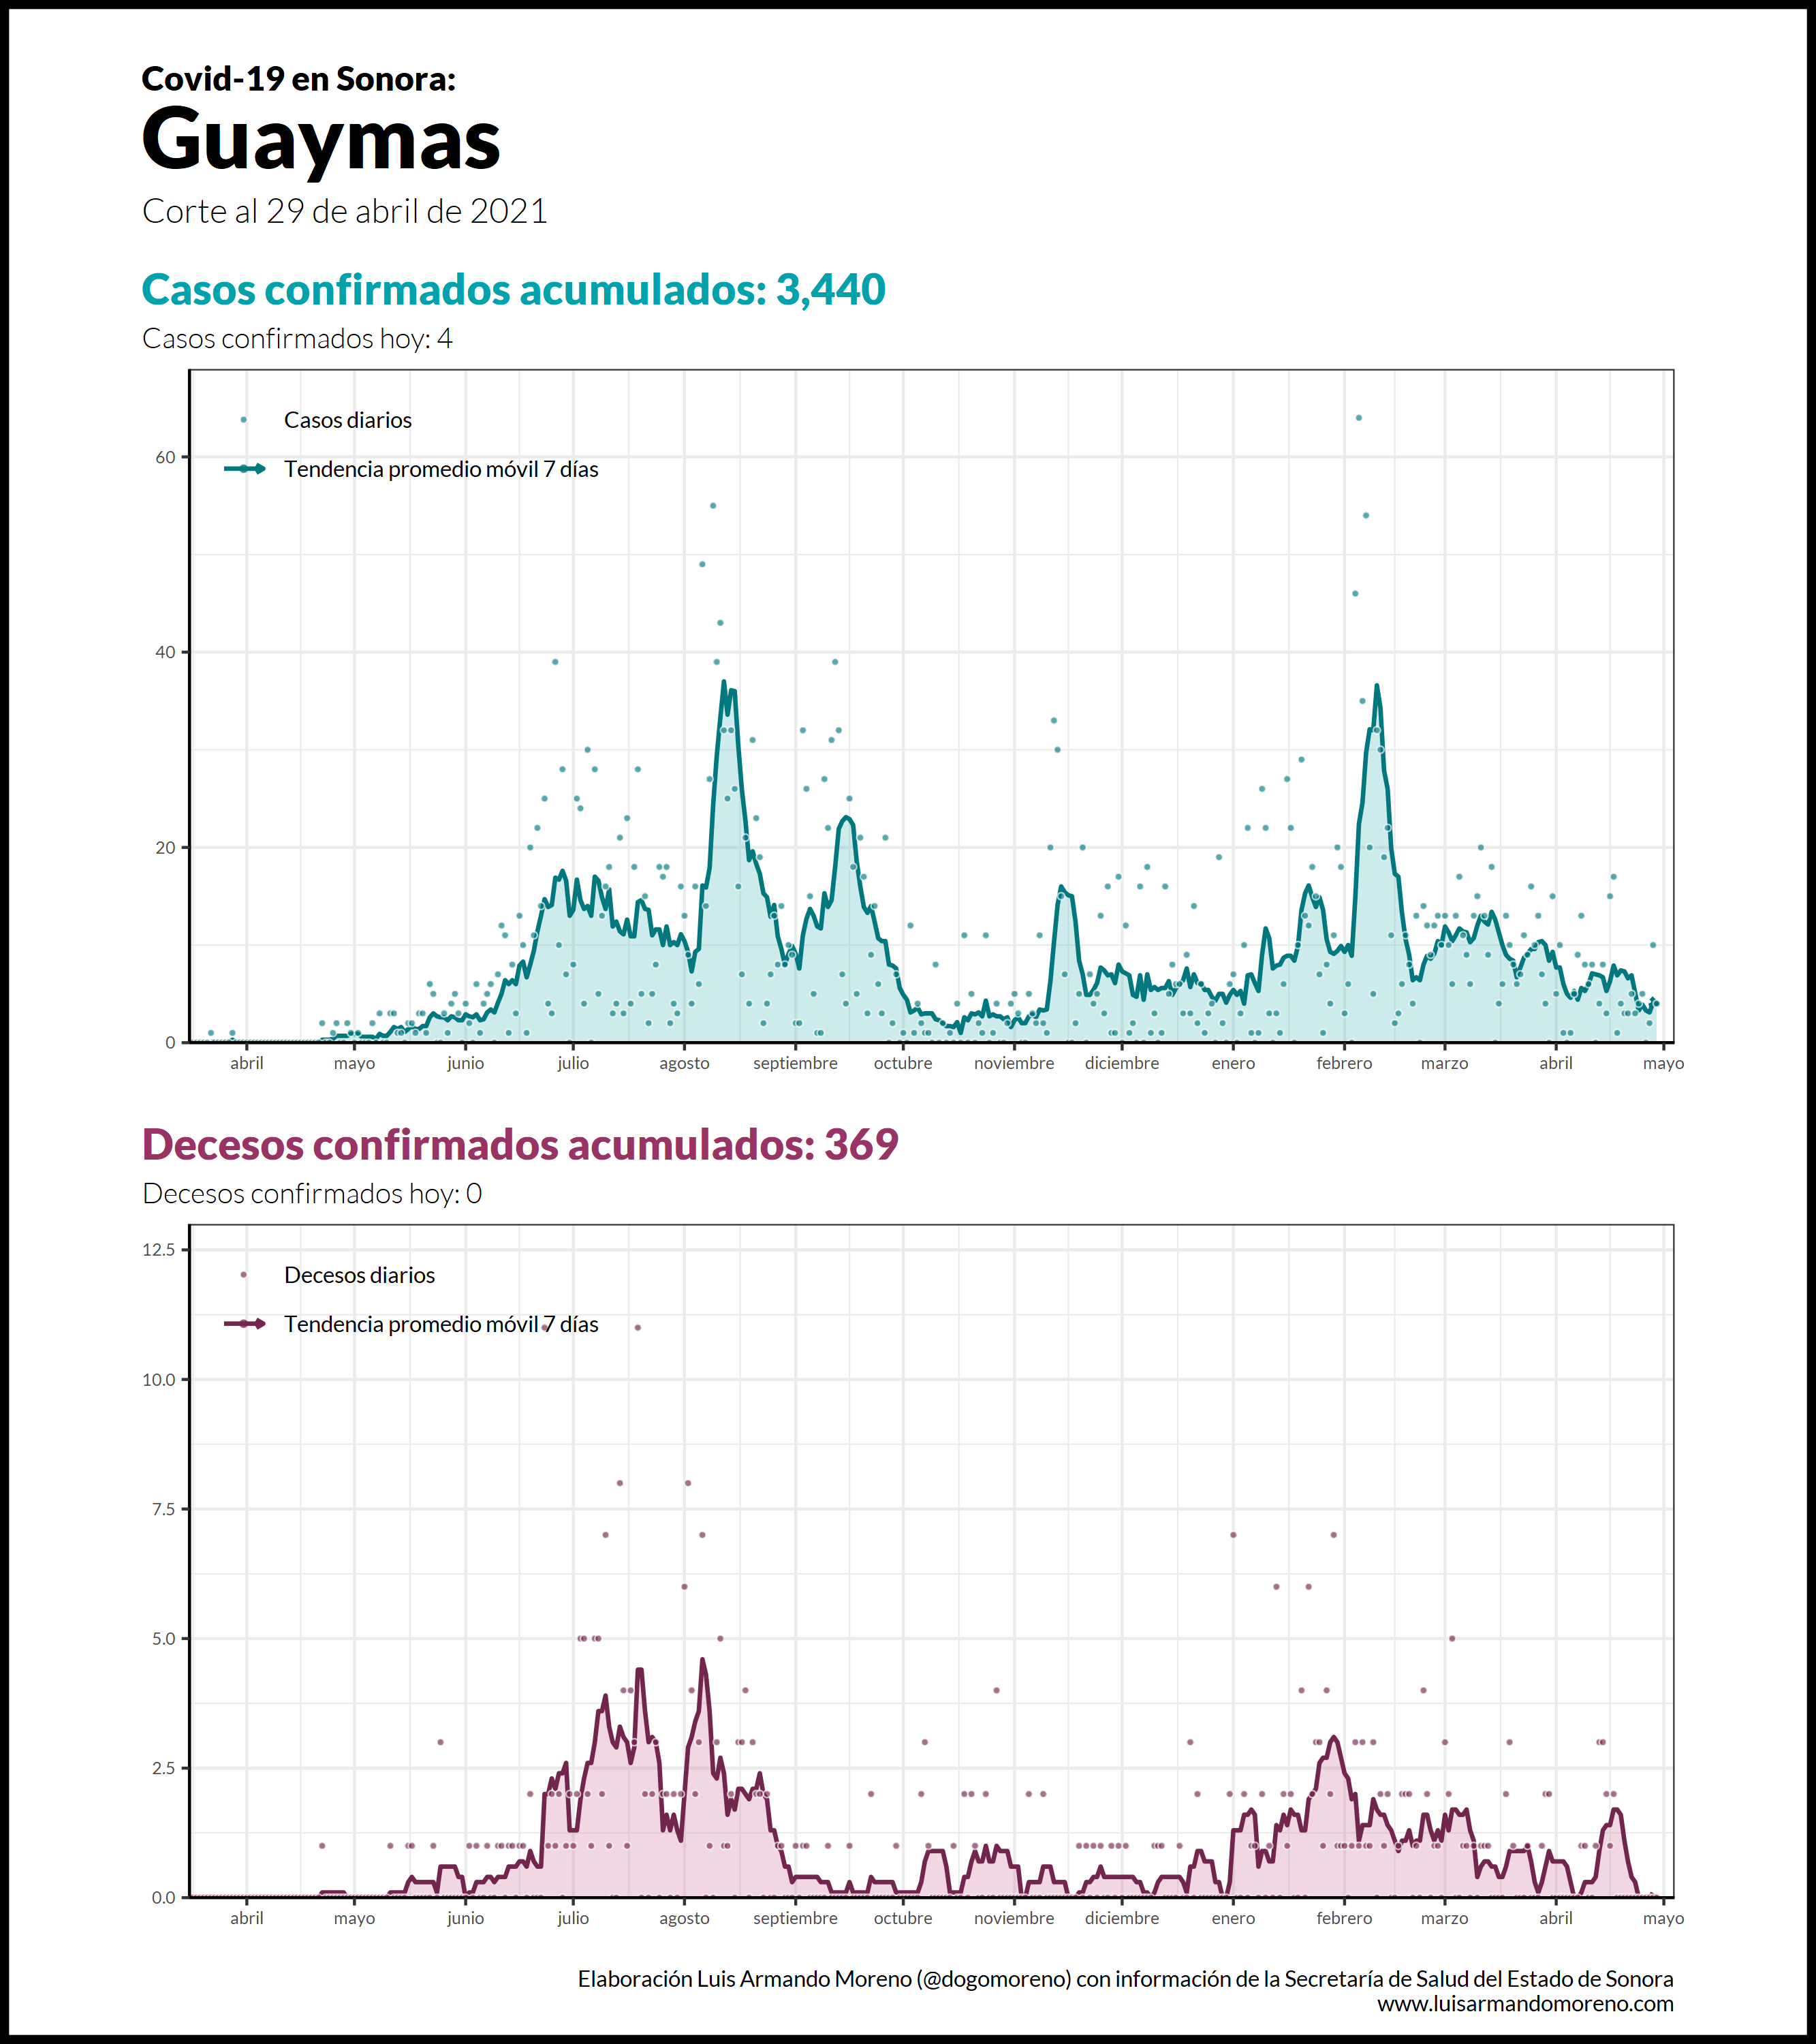 Covid-19 en Sonora:
Guaymas
Corte al 29 de abril de 2021
Casos confirmados acumulados: 3,440
Casos confirmados hoy: 4
Casos diarios
Tendencia promedio móvil 7 días
60
40
20
0
abril mayo junio julio agosto septiembre octubre noviembre diciembre enero febrero marzo abril mayo
Decesos confirmados acumulados: 369
Decesos confirmados hoy: 0
12.5
Decesos diarios
Tendencia promedio móvil 7 días
10.0
7.5
5.0
2.5
0.0
abril mayo junio julio agosto septiembre octubre noviembre diciembre enero febrero marzo abril mayo
Elaboración Luis Armando Moreno (@dogomoreno) con información de la Secretaría de Salud del Estado de Sonora
www.luisarmandomoreno.com